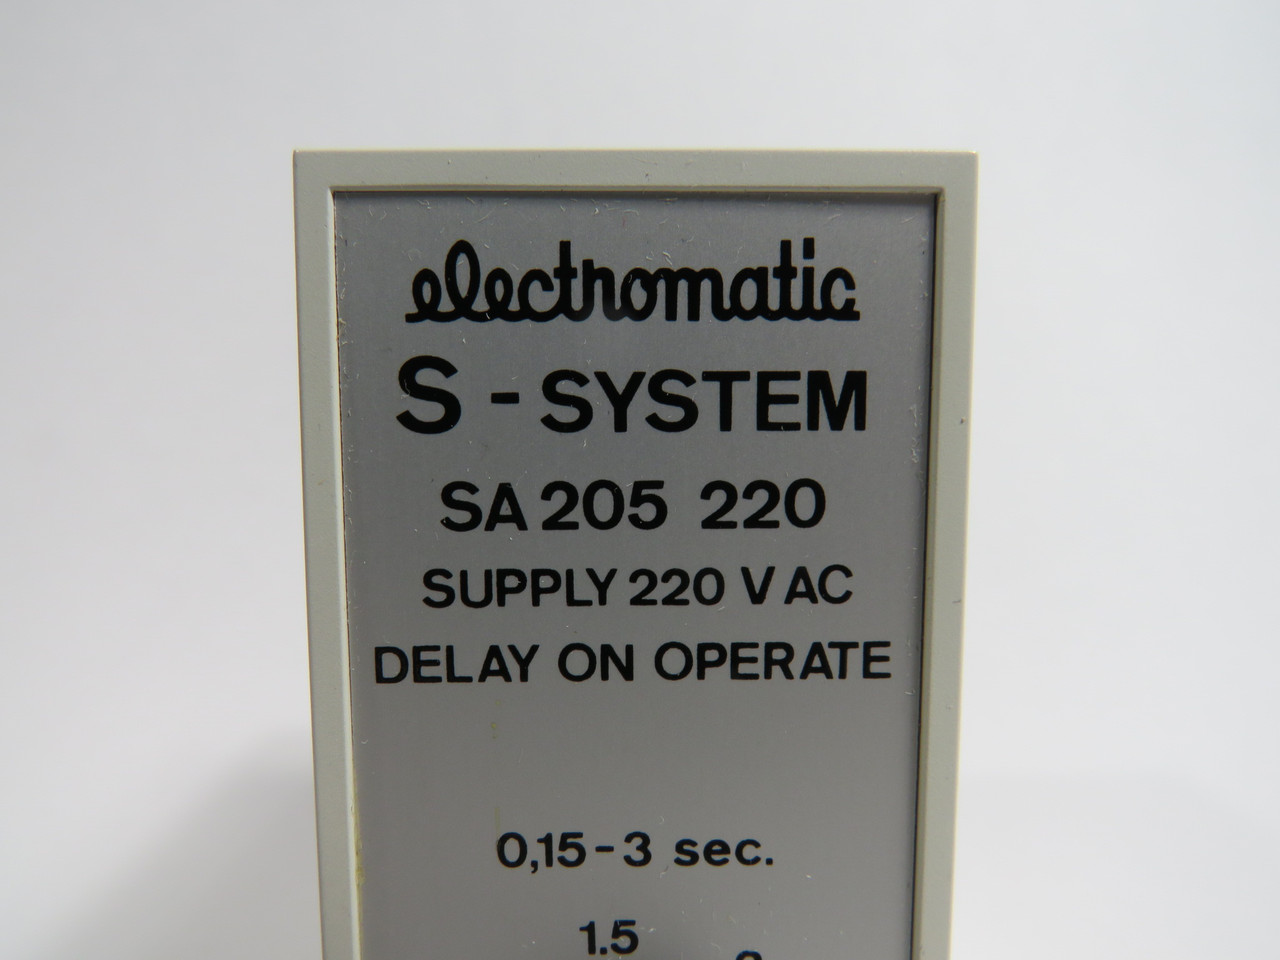 electromatic
S - SYSTEM
SA 205 220
SUPPLY 220 V AC
DELAY ON OPERATE
0,15 - 3 sec.
1.5